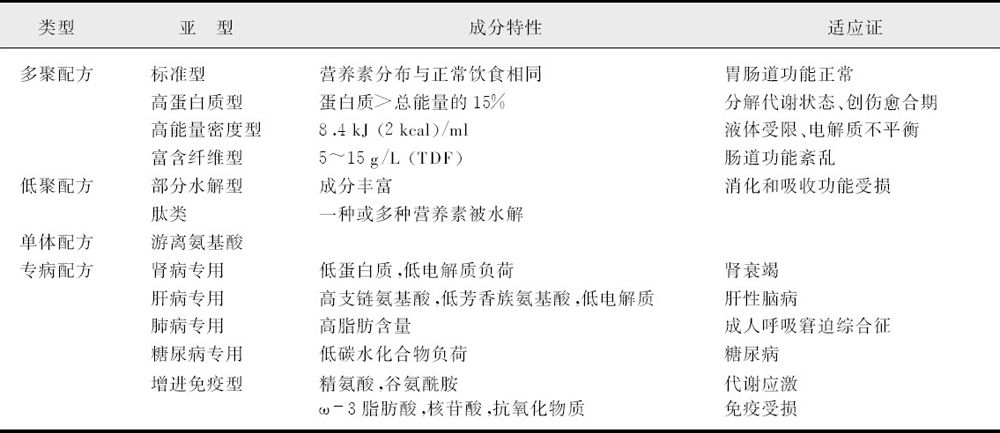 类型 亚 型 成分特性 适应证
多聚配方 标准型 营养素分布与正常饮食相同 胃肠道功能正常
高蛋白质型 蛋白质＞总能量的15% 分解代谢状态、创伤愈合期
高能量密度型 8.4 kJ (2 kcal)/ml 液体受限、电解质不平衡
富含纤维型 5～15 g/L (TDF) 肠道功能紊乱
低聚配方 部分水解型 成分丰富 消化和吸收功能受损
肽类 一种或多种营养素被水解
单体配方 游离氨基酸
专病配方 肾病专用 低蛋白质,低电解质负荷 肾衰竭
肝病专用 高支链氨基酸,低芳香族氨基酸,低电解质 肝性脑病
肺病专用 高脂肪含量 成人呼吸窘迫综合征
糖尿病专用 低碳水化合物负荷 糖尿病
增进免疫型 精氨酸,谷氨酰胺 代谢应激
ω-3 脂肪酸,核苷酸,抗氧化物质 免疫受损